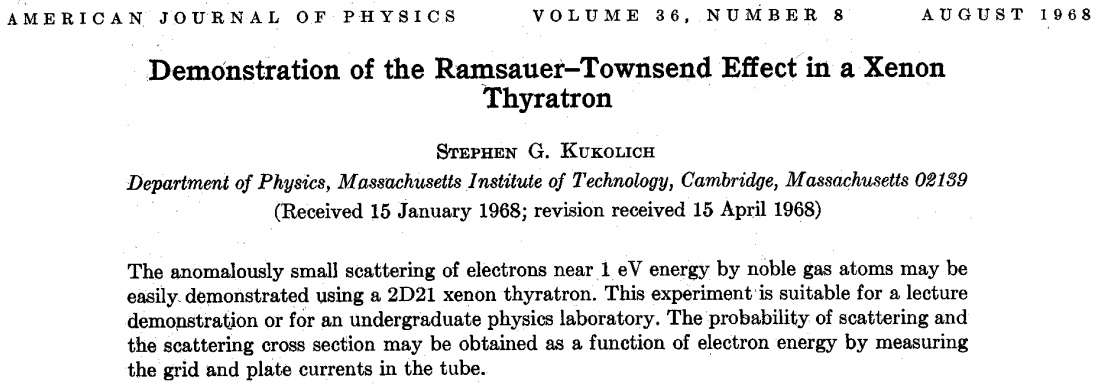 AMERICAN JOURNAL OF PHYSICS VOLUME 36, NUMBER 8 AUGUST 1968
Demonstration of the Ramsauer–Townsend Effect in a Xenon
Thyratron
STEPHEN G. KUKOLICH
Department of Physics, Massachusetts Institute of Technology, Cambridge, Massachusetts 02139
(Received 15 January 1968; revision received 15 April 1968)
The anomalously small scattering of electrons near 1 eV energy by noble gas atoms may be
easily demonstrated using a 2D21 xenon thyratron. This experiment is suitable for a lecture
demonstration or for an undergraduate physics laboratory. The probability of scattering and
the scattering cross section may be obtained as a function of electron energy by measuring
the grid and plate currents in the tube.